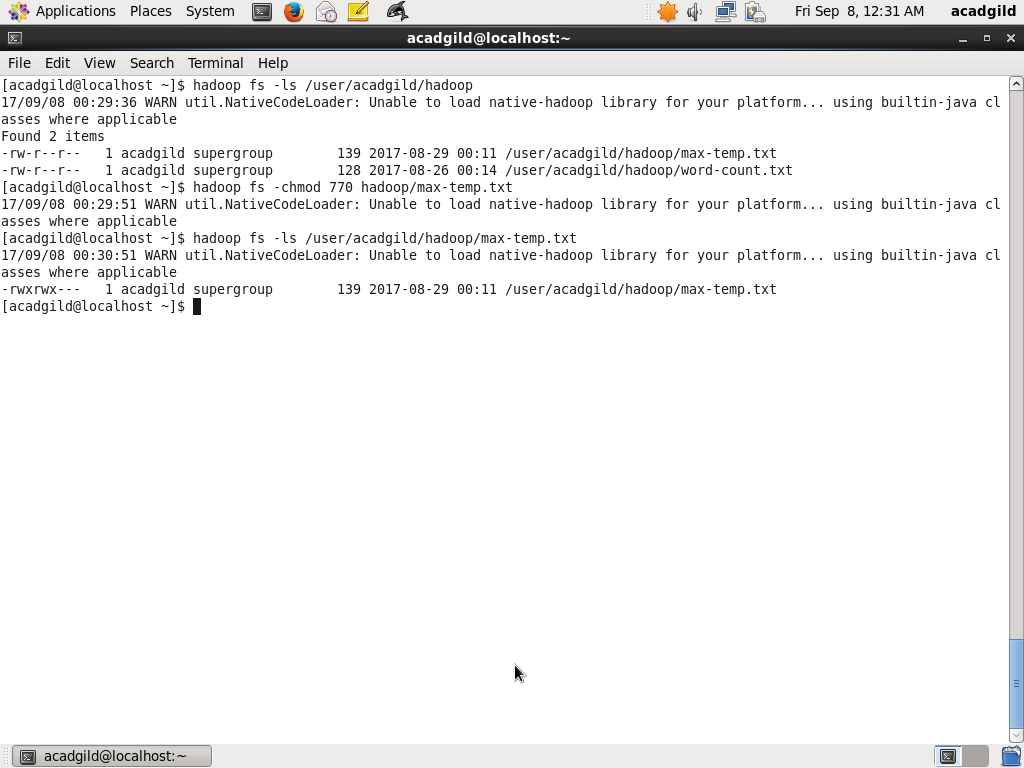 Applications Places System Fri Sep 8, 12:31 AM acadgild
acadgild@localhost:~
File Edit View Search Terminal Help
[acadgild@localhost ~]$ hadoop fs -ls /user/acadgild/hadoop
17/09/08 00:29:36 WARN util.NativeCodeLoader: Unable to load native-hadoop library for your platform... using builtin-java cl
asses where applicable
Found 2 items
-rw-r--r--   1 acadgild supergroup        139 2017-08-29 00:11 /user/acadgild/hadoop/max-temp.txt
-rw-r--r--   1 acadgild supergroup        128 2017-08-26 00:14 /user/acadgild/hadoop/word-count.txt
[acadgild@localhost ~]$ hadoop fs -chmod 770 hadoop/max-temp.txt
17/09/08 00:29:51 WARN util.NativeCodeLoader: Unable to load native-hadoop library for your platform... using builtin-java cl
asses where applicable
[acadgild@localhost ~]$ hadoop fs -ls /user/acadgild/hadoop/max-temp.txt
17/09/08 00:30:51 WARN util.NativeCodeLoader: Unable to load native-hadoop library for your platform... using builtin-java cl
asses where applicable
-rwxrwx---   1 acadgild supergroup        139 2017-08-29 00:11 /user/acadgild/hadoop/max-temp.txt
[acadgild@localhost ~]$
acadgild@localhost:~